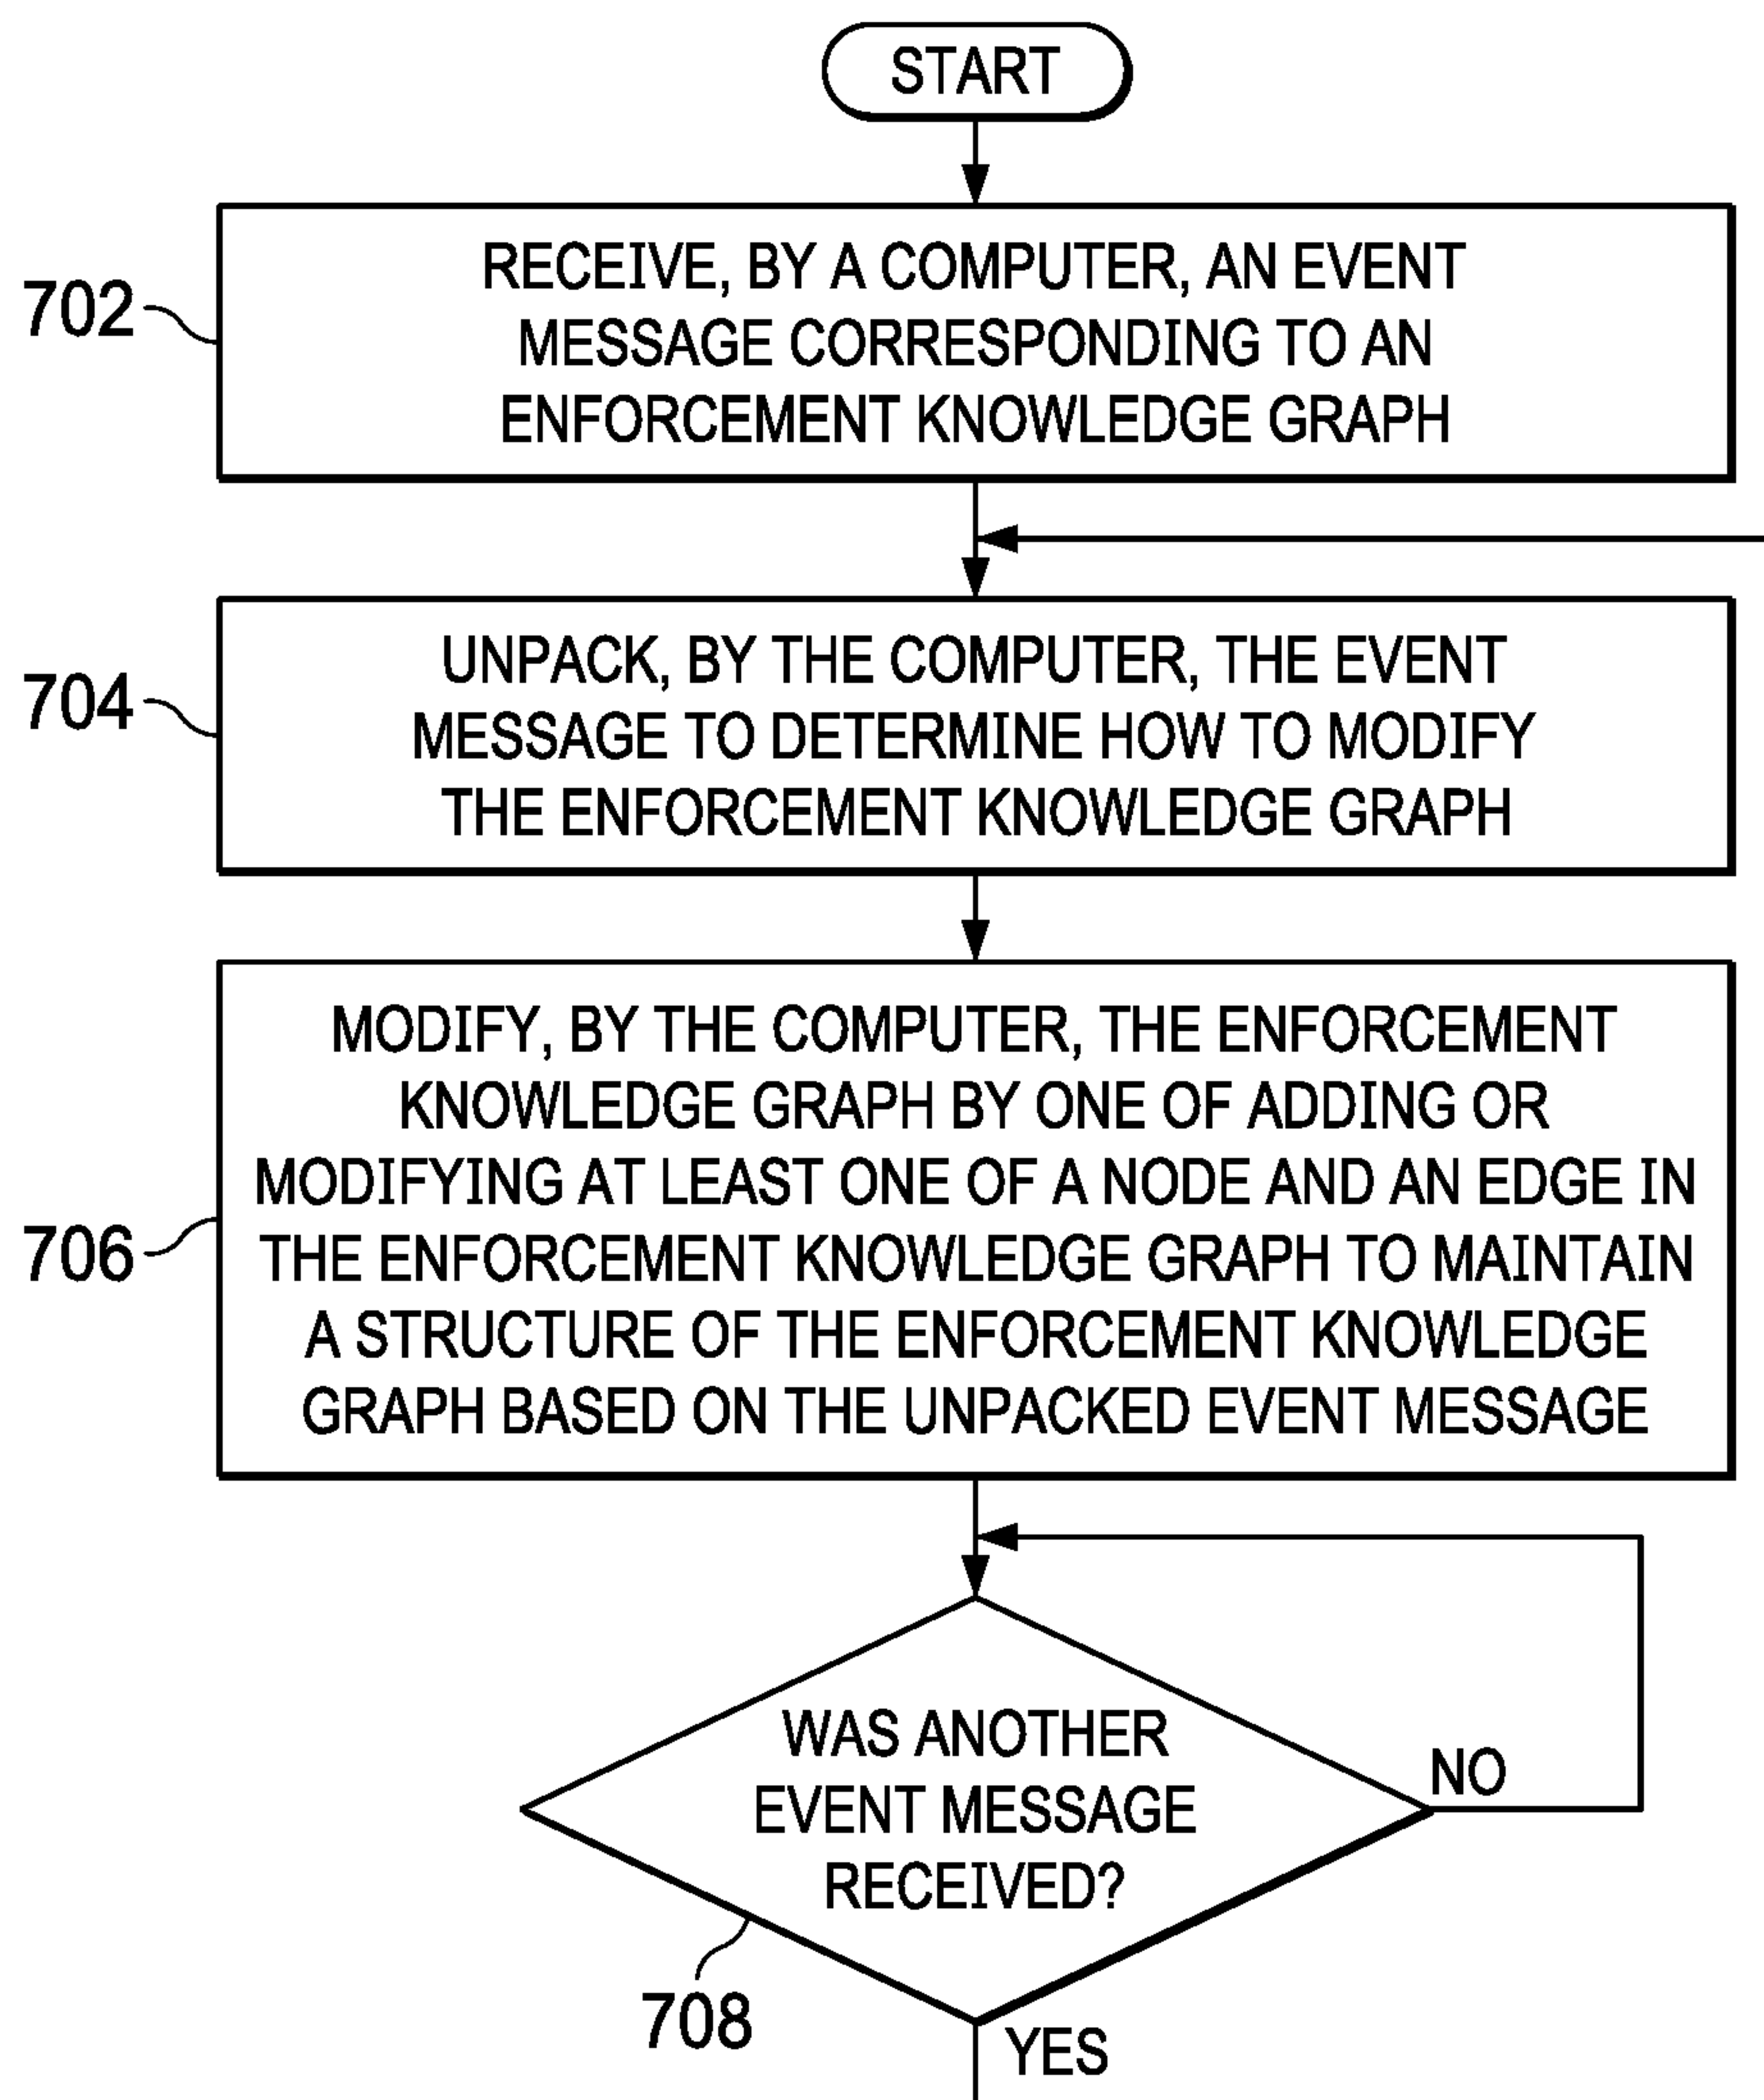 START
702
RECEIVE, BY A COMPUTER, AN EVENT
MESSAGE CORRESPONDING TO AN
ENFORCEMENT KNOWLEDGE GRAPH
704
UNPACK, BY THE COMPUTER, THE EVENT
MESSAGE TO DETERMINE HOW TO MODIFY
THE ENFORCEMENT KNOWLEDGE GRAPH
706
MODIFY, BY THE COMPUTER, THE ENFORCEMENT
KNOWLEDGE GRAPH BY ONE OF ADDING OR
MODIFYING AT LEAST ONE OF A NODE AND AN EDGE IN
THE ENFORCEMENT KNOWLEDGE GRAPH TO MAINTAIN
A STRUCTURE OF THE ENFORCEMENT KNOWLEDGE
GRAPH BASED ON THE UNPACKED EVENT MESSAGE
WAS ANOTHER
EVENT MESSAGE
RECEIVED?
NO
708
YES